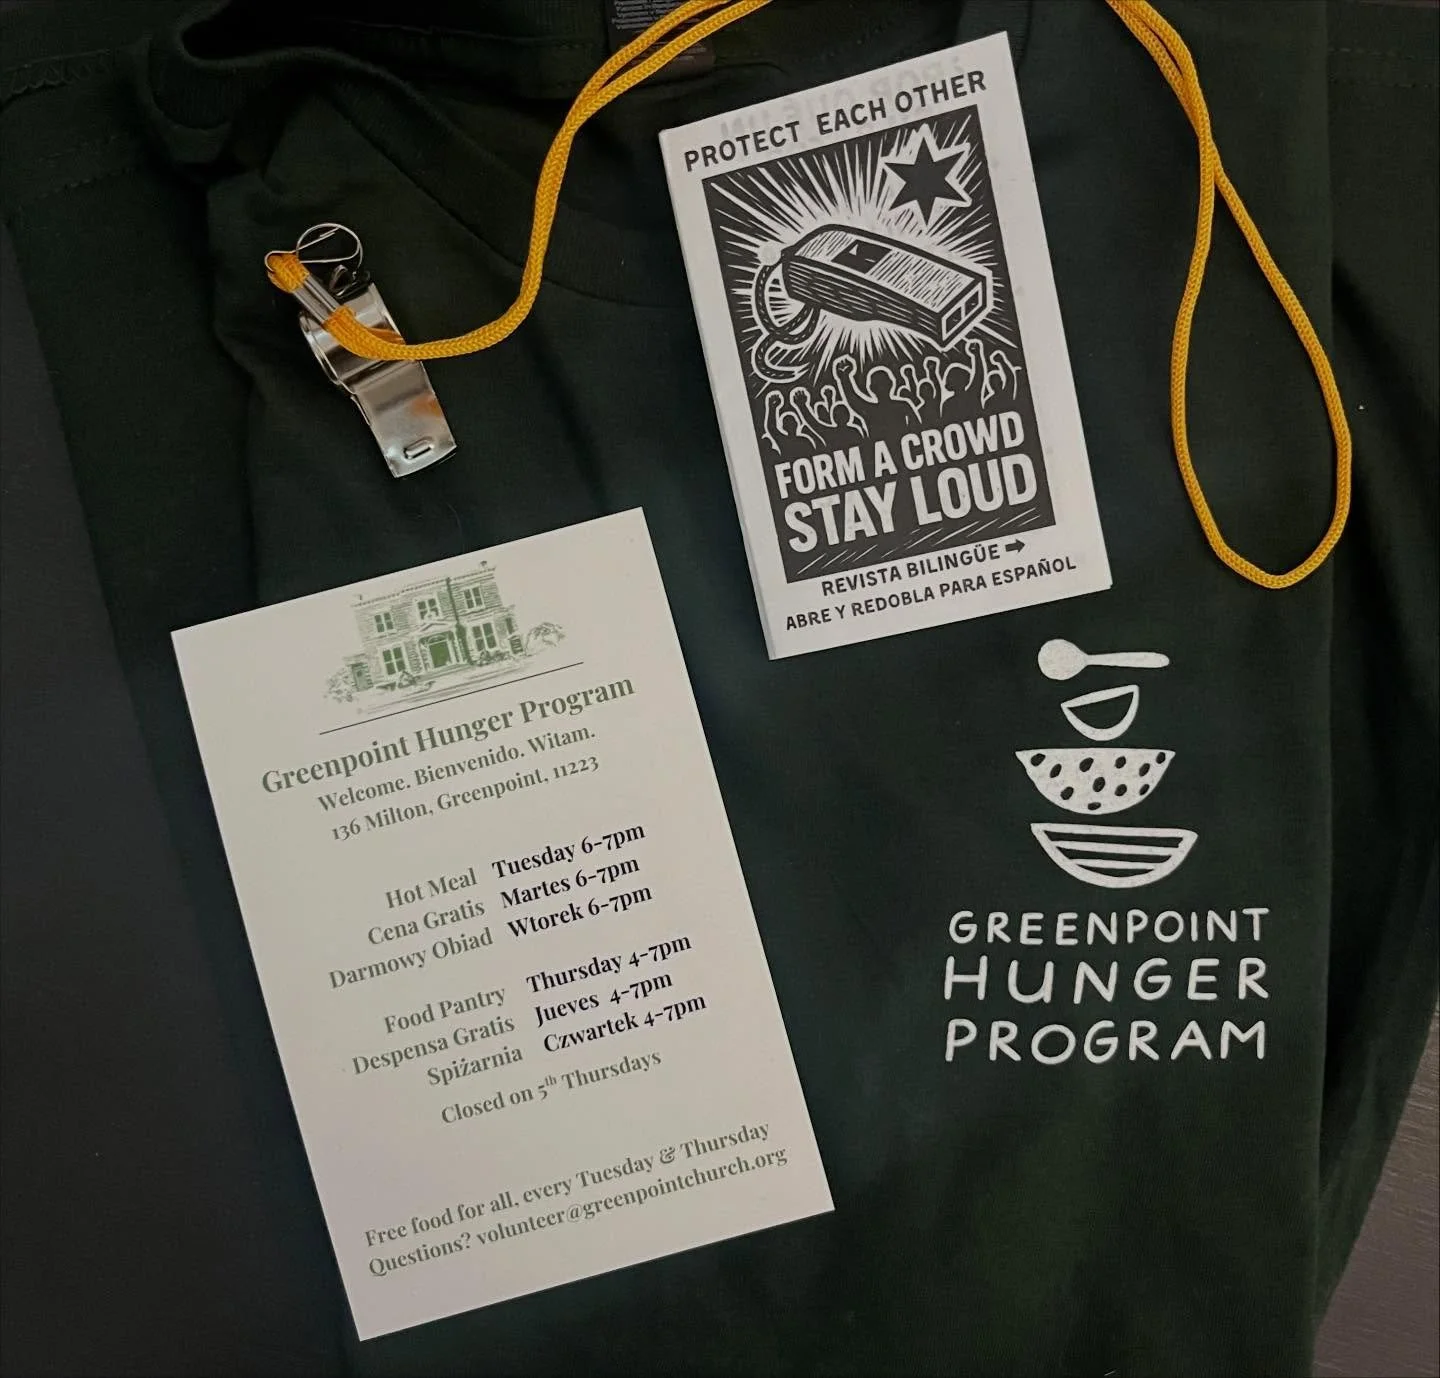 PROTECT EACH OTHER
FORM A CROWD
STAY LOUD
REVISTA BILINGÜE ➡
ABRE Y REDOBLA PARA ESPAÑOL
Greenpoint Hunger Program
Welcome. Bienvenido. Witam.
136 Milton, Greenpoint, 11223
Hot Meal Tuesday 6-7pm
Cena Gratis Martes 6-7pm
Darmowy Obiad Wtorek 6-7pm
Food Pantry Thursday 4-7pm
Despensa Gratis Jueves 4-7pm
Spiżarnia Czwartek 4-7pm
Closed on 5th Thursdays
Free food for all, every Tuesday & Thursday
Questions? volunteer@greenpointchurch.org
GREENPOINT
HUNGER
PROGRAM